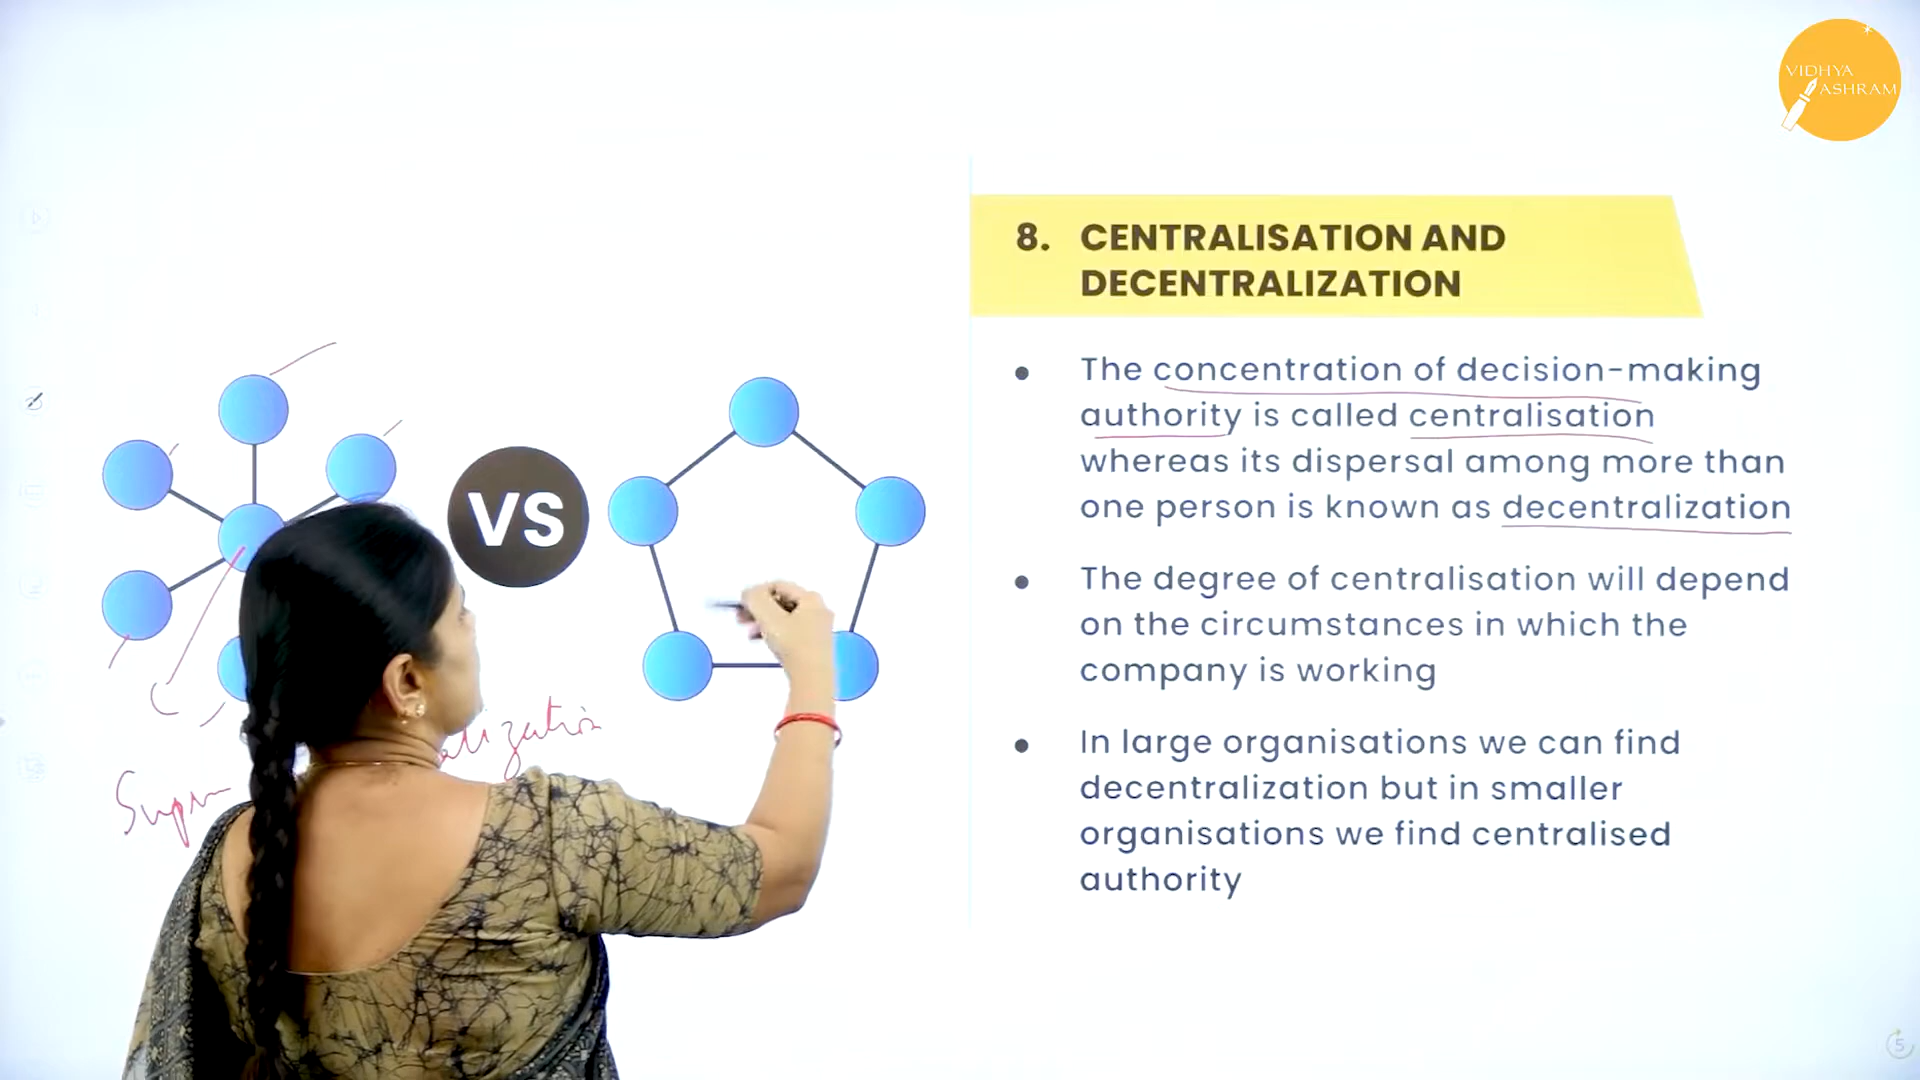 VIDHYA
ASHRAM
8. CENTRALISATION AND
DECENTRALIZATION
• The concentration of decision-making
authority is called centralisation
whereas its dispersal among more than
one person is known as decentralization
• The degree of centralisation will depend
on the circumstances in which the
company is working
• In large organisations we can find
decentralization but in smaller
organisations we find centralised
authority
VS
5